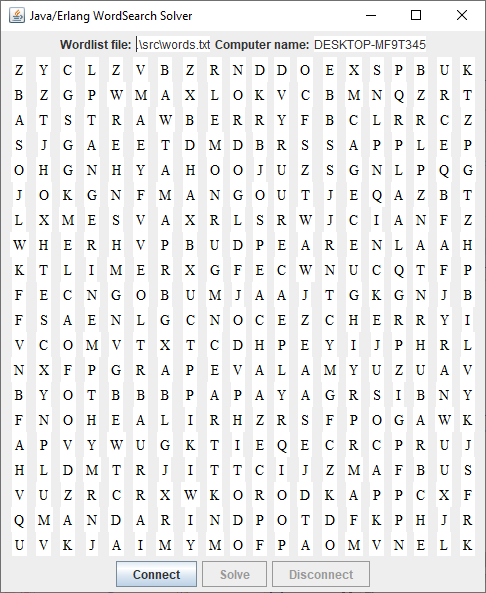 Java/Erlang WordSearch Solver
Wordlist file: .\src\words.txt Computer name: DESKTOP-MF9T345
Z Y C L Z V B Z R N D D O E X S P B U K
B Z G P W M A X L O K V C B M N Q Z R T
A T S T R A W B E R R Y F B C L R R C Z
S J G A E E T D M D B R S S A P P L E P
O H G N H Y A H O O J U Z S G N L P Q G
J O K G N F M A N G O U T J E Q A Z B T
L X M E S V A X R L S R W J C I A N F Z
W H E R H V P B U D P E A R E N L A A H
K T L I M E R X G F E C W N U C Q T F P
F E C N G O B U M J A A J T G K G N J B
F S A E N L G C N O C E Z C H E R R Y I
V C O M V T X T C D H P E Y I J P H R L
N X F P G R A P E V A L A M Y U Z U A V
B Y O T B B B P A P A Y A G R S I B N Y
F N O H E A L I R H Z R S F P O G A W K
A P V Y W U G K T I E Q E C R C P R U J
H L D M T R J I T T C I J Z M A F B U S
V U Z R C R X W K O R O D K A P P C X F
Q M A N D A R I N D P O T D F K P H J R
U V K J A I M Y M O F P A O M V N E L K
Connect Solve Disconnect